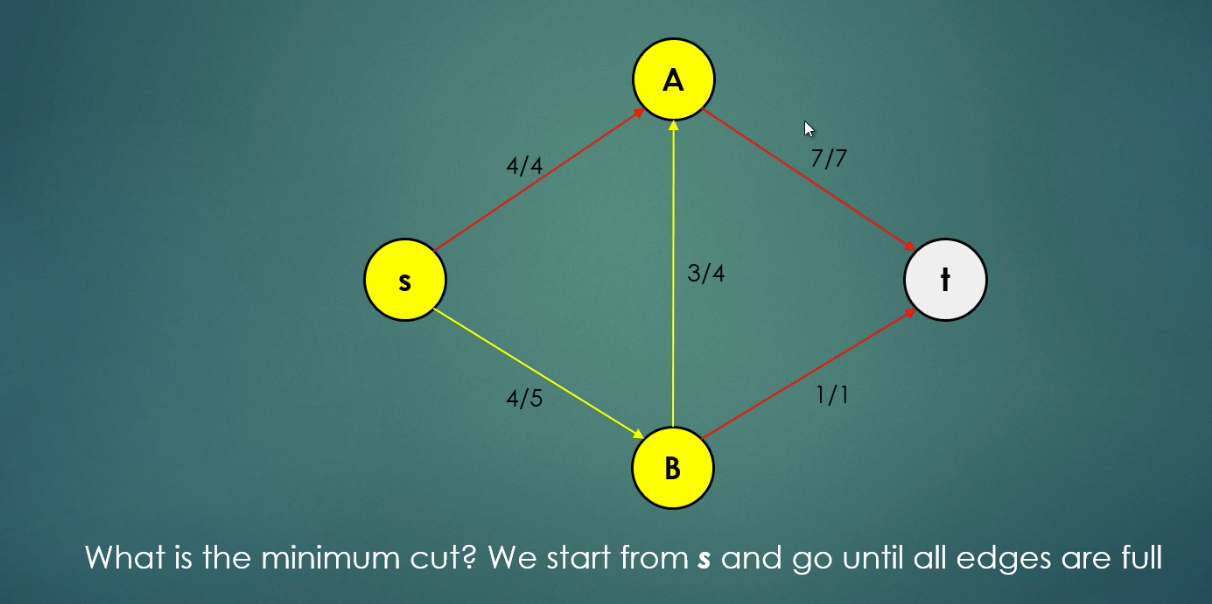 A
4/4
7/7
s
3/4
t
4/5
1/1
B
What is the minimum cut? We start from s and go until all edges are full